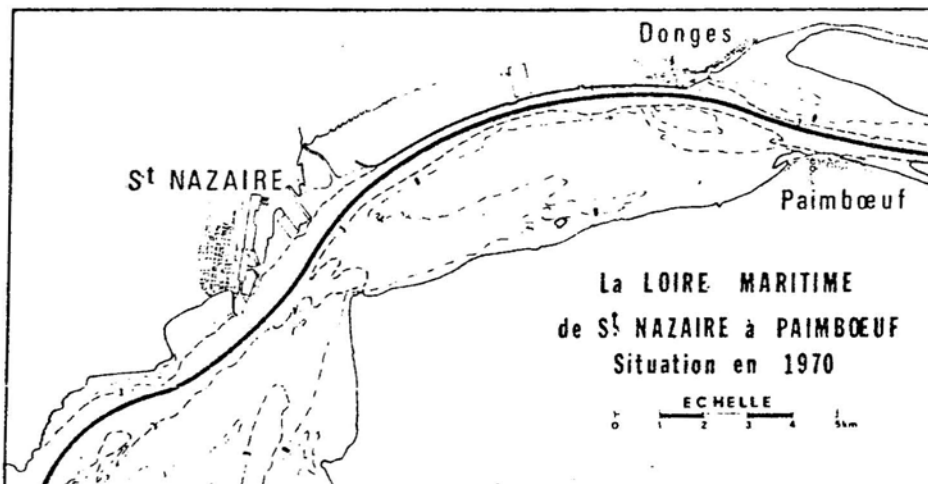 Donges
St NAZAIRE
Paimbœuf
La LOIRE MARITIME
de St NAZAIRE à PAIMBŒUF
Situation en 1970
ECHELLE
0 1 2 3 4 5km